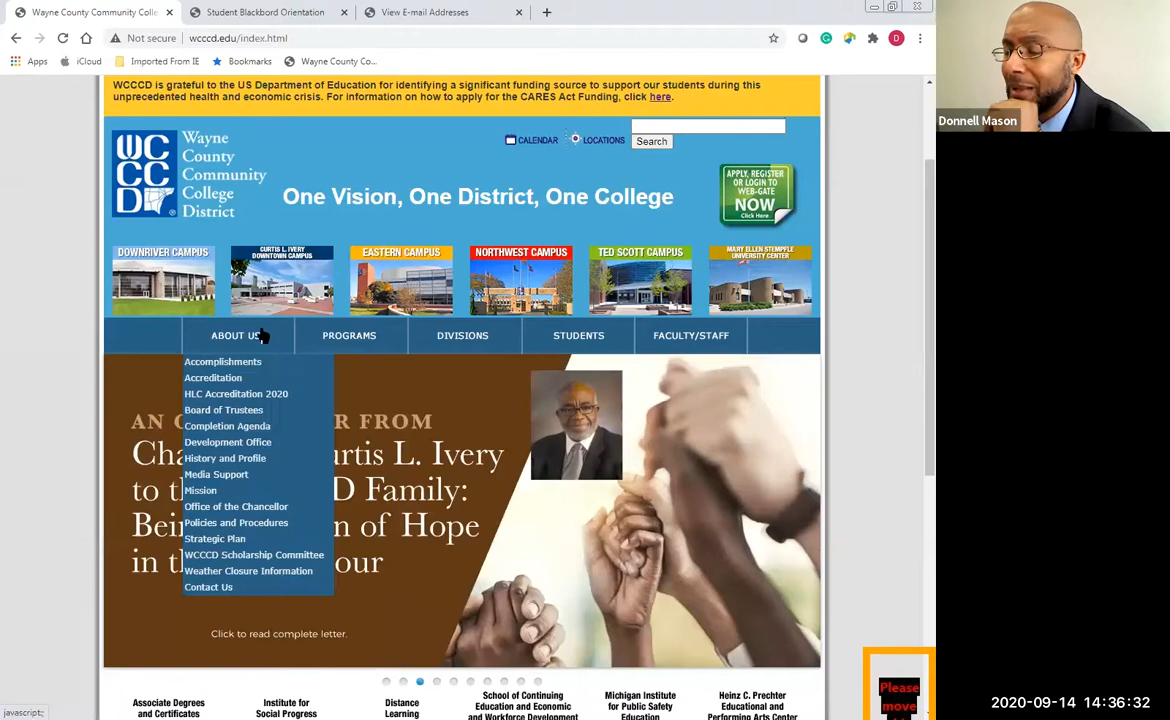 Wayne County Community Colle
Student Blackbord Orientation
View E-mail Addresses
Not secure
wcccd.edu/index.html
D
Apps
iCloud
Imported From IE
Bookmarks
Wayne County Co...
WCCCD is grateful to the US Department of Education for identifying a significant funding source to support our students during this
unprecedented health and economic crisis. For information on how to apply for the CARES Act Funding, click here.
WC
CC
D
Wayne
County
Community
College
District
CALENDAR
LOCATIONS
Search
One Vision, One District, One College
APPLY, REGISTER
OR LOGIN TO
WEB-GATE
NOW
Click Here
DOWNRIVER CAMPUS
CURTIS L. IVERY
DOWNTOWN CAMPUS
EASTERN CAMPUS
NORTHWEST CAMPUS
TED SCOTT CAMPUS
MARY ELLEN STEMPFLE
UNIVERSITY CENTER
ABOUT US
PROGRAMS
DIVISIONS
STUDENTS
FACULTY/STAFF
Accomplishments
Accreditation
HLC Accreditation 2020
Board of Trustees
Completion Agenda
Development Office
History and Profile
Media Support
Mission
Office of the Chancellor
Policies and Procedures
Strategic Plan
WCCCD Scholarship Committee
Weather Closure Information
Contact Us
AN O R FROM
Cha urtis L. Ivery
to th D Family:
Bei n of Hope
in th our
Click to read complete letter.
Associate Degrees
and Certificates
Institute for
Social Progress
Distance
Learning
School of Continuing
Education and Economic
and Workforce Development
Michigan Institute
for Public Safety
Education
Heinz C. Prechter
Educational and
Performing Arts Center
Please
move
javascript:;
Donnell Mason
2020-09-14 14:36:32